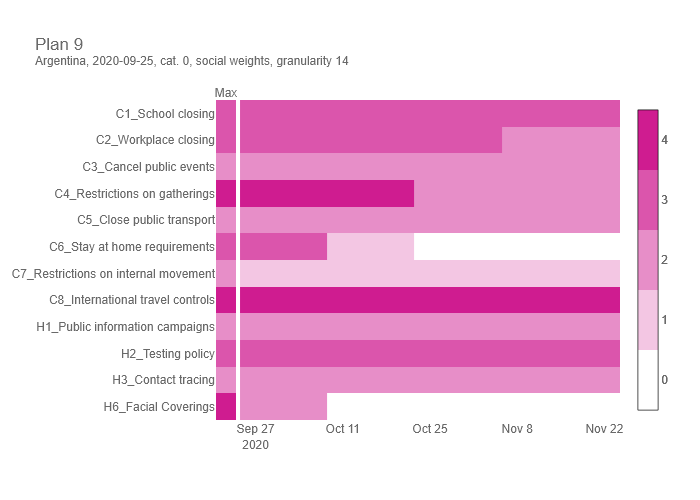 Plan 9
Argentina, 2020-09-25, cat. 0, social weights, granularity 14
Max
C1_School closing
C2_Workplace closing
C3_Cancel public events
C4_Restrictions on gatherings
C5_Close public transport
C6_Stay at home requirements
C7_Restrictions on internal movement
C8_International travel controls
H1_Public information campaigns
H2_Testing policy
H3_Contact tracing
H6_Facial Coverings
Sep 27 Oct 11 Oct 25 Nov 8 Nov 22
2020
4
3
2
1
0